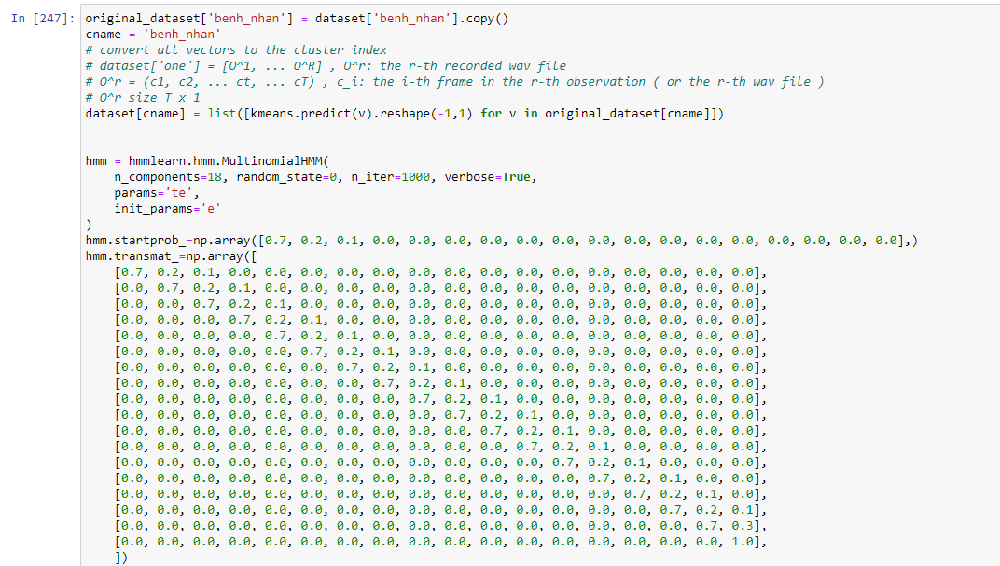 In [247]: original_dataset['benh_nhan'] = dataset['benh_nhan'].copy()
cname = 'benh_nhan'
# convert all vectors to the cluster index
# dataset['one'] = [O^1, ... O^R] , O^r: the r-th recorded wav file
# O^r = (c1, c2, ... ct, ... cT) , c_i: the i-th frame in the r-th observation ( or the r-th wav file )
# O^r size T x 1
dataset[cname] = list([kmeans.predict(v).reshape(-1,1) for v in original_dataset[cname]])
hmm = hmmlearn.hmm.MultinomialHMM(
    n_components=18, random_state=0, n_iter=1000, verbose=True,
    params='te',
    init_params='e'
)
hmm.startprob_=np.array([0.7, 0.2, 0.1, 0.0, 0.0, 0.0, 0.0, 0.0, 0.0, 0.0, 0.0, 0.0, 0.0, 0.0, 0.0, 0.0, 0.0, 0.0],)
hmm.transmat_=np.array([
    [0.7, 0.2, 0.1, 0.0, 0.0, 0.0, 0.0, 0.0, 0.0, 0.0, 0.0, 0.0, 0.0, 0.0, 0.0, 0.0, 0.0, 0.0],
    [0.0, 0.7, 0.2, 0.1, 0.0, 0.0, 0.0, 0.0, 0.0, 0.0, 0.0, 0.0, 0.0, 0.0, 0.0, 0.0, 0.0, 0.0],
    [0.0, 0.0, 0.7, 0.2, 0.1, 0.0, 0.0, 0.0, 0.0, 0.0, 0.0, 0.0, 0.0, 0.0, 0.0, 0.0, 0.0, 0.0],
    [0.0, 0.0, 0.0, 0.7, 0.2, 0.1, 0.0, 0.0, 0.0, 0.0, 0.0, 0.0, 0.0, 0.0, 0.0, 0.0, 0.0, 0.0],
    [0.0, 0.0, 0.0, 0.0, 0.7, 0.2, 0.1, 0.0, 0.0, 0.0, 0.0, 0.0, 0.0, 0.0, 0.0, 0.0, 0.0, 0.0],
    [0.0, 0.0, 0.0, 0.0, 0.0, 0.7, 0.2, 0.1, 0.0, 0.0, 0.0, 0.0, 0.0, 0.0, 0.0, 0.0, 0.0, 0.0],
    [0.0, 0.0, 0.0, 0.0, 0.0, 0.0, 0.7, 0.2, 0.1, 0.0, 0.0, 0.0, 0.0, 0.0, 0.0, 0.0, 0.0, 0.0],
    [0.0, 0.0, 0.0, 0.0, 0.0, 0.0, 0.0, 0.7, 0.2, 0.1, 0.0, 0.0, 0.0, 0.0, 0.0, 0.0, 0.0, 0.0],
    [0.0, 0.0, 0.0, 0.0, 0.0, 0.0, 0.0, 0.0, 0.7, 0.2, 0.1, 0.0, 0.0, 0.0, 0.0, 0.0, 0.0, 0.0],
    [0.0, 0.0, 0.0, 0.0, 0.0, 0.0, 0.0, 0.0, 0.0, 0.7, 0.2, 0.1, 0.0, 0.0, 0.0, 0.0, 0.0, 0.0],
    [0.0, 0.0, 0.0, 0.0, 0.0, 0.0, 0.0, 0.0, 0.0, 0.0, 0.7, 0.2, 0.1, 0.0, 0.0, 0.0, 0.0, 0.0],
    [0.0, 0.0, 0.0, 0.0, 0.0, 0.0, 0.0, 0.0, 0.0, 0.0, 0.0, 0.7, 0.2, 0.1, 0.0, 0.0, 0.0, 0.0],
    [0.0, 0.0, 0.0, 0.0, 0.0, 0.0, 0.0, 0.0, 0.0, 0.0, 0.0, 0.0, 0.7, 0.2, 0.1, 0.0, 0.0, 0.0],
    [0.0, 0.0, 0.0, 0.0, 0.0, 0.0, 0.0, 0.0, 0.0, 0.0, 0.0, 0.0, 0.0, 0.7, 0.2, 0.1, 0.0, 0.0],
    [0.0, 0.0, 0.0, 0.0, 0.0, 0.0, 0.0, 0.0, 0.0, 0.0, 0.0, 0.0, 0.0, 0.0, 0.7, 0.2, 0.1, 0.0],
    [0.0, 0.0, 0.0, 0.0, 0.0, 0.0, 0.0, 0.0, 0.0, 0.0, 0.0, 0.0, 0.0, 0.0, 0.0, 0.7, 0.2, 0.1],
    [0.0, 0.0, 0.0, 0.0, 0.0, 0.0, 0.0, 0.0, 0.0, 0.0, 0.0, 0.0, 0.0, 0.0, 0.0, 0.0, 0.7, 0.3],
    [0.0, 0.0, 0.0, 0.0, 0.0, 0.0, 0.0, 0.0, 0.0, 0.0, 0.0, 0.0, 0.0, 0.0, 0.0, 0.0, 0.0, 1.0],
    ])